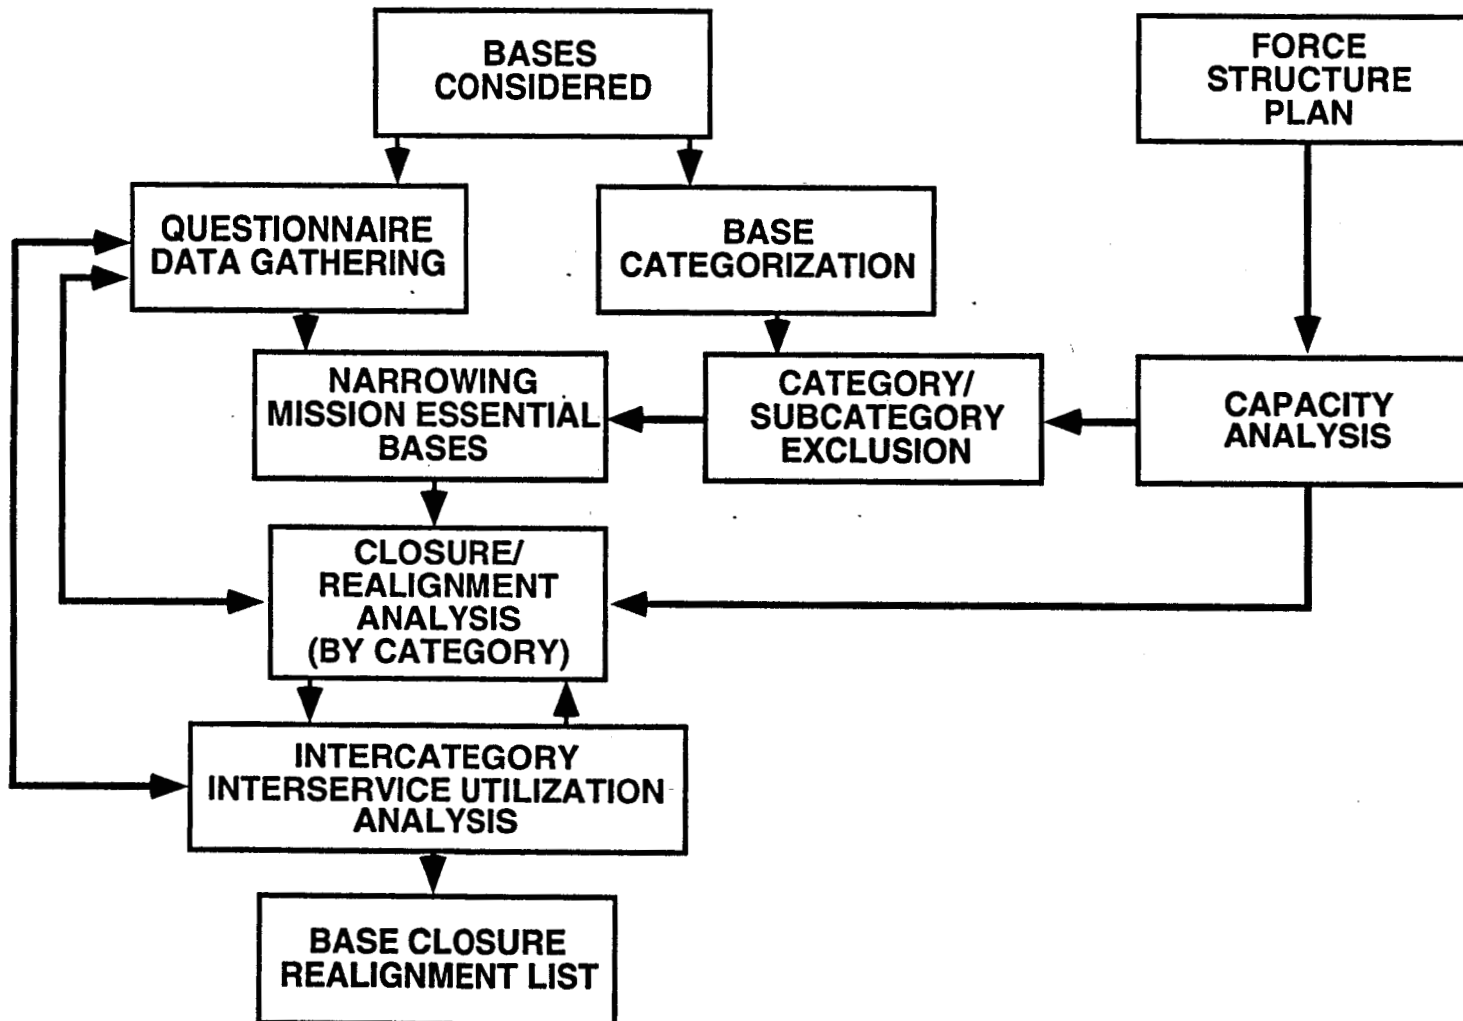 BASES
CONSIDERED
FORCE
STRUCTURE
PLAN
QUESTIONNAIRE
DATA GATHERING
BASE
CATEGORIZATION
NARROWING
MISSION ESSENTIAL
BASES
CATEGORY/
SUBCATEGORY
EXCLUSION
CAPACITY
ANALYSIS
CLOSURE/
REALIGNMENT
ANALYSIS
(BY CATEGORY)
INTERCATEGORY
INTERSERVICE UTILIZATION
ANALYSIS
BASE CLOSURE
REALIGNMENT LIST